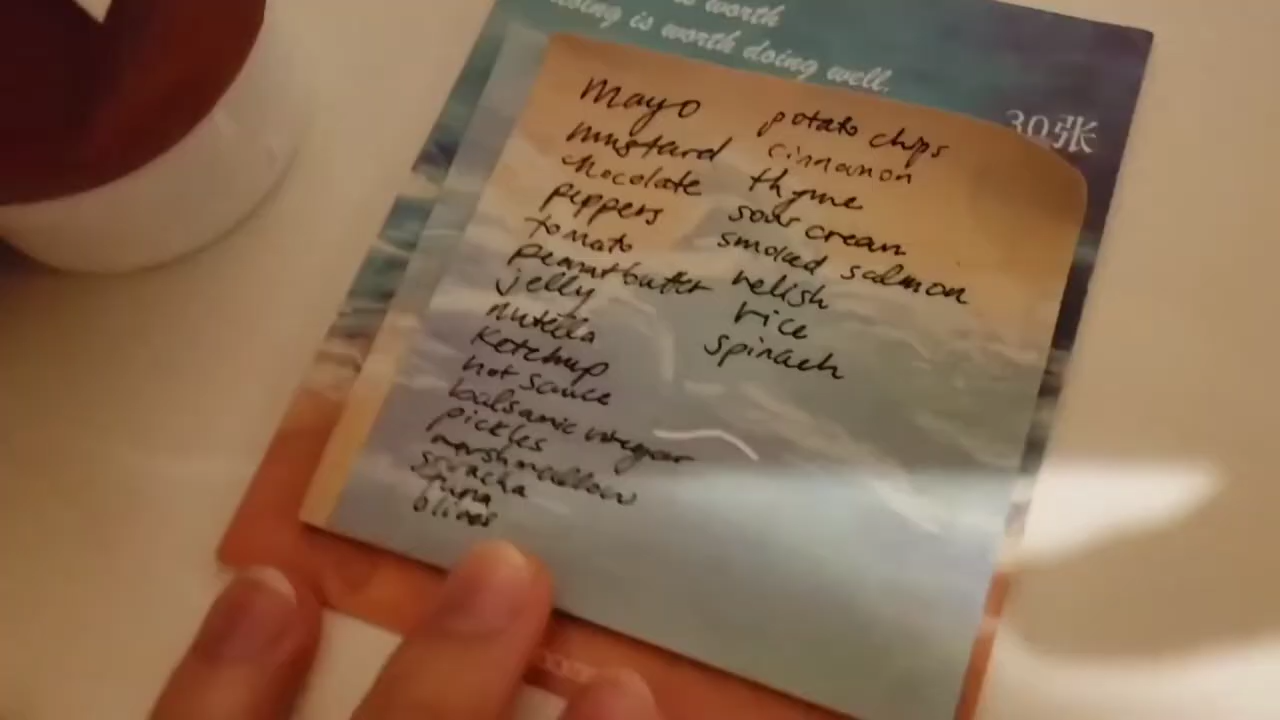 worth
doing is worth doing well.
30张
Mayo
mustard
chocolate
peppers
tomato
peanut butter
jelly
nutella
Ketchup
hot sauce
balsamic vinegar
pickles
marshmallow
sriracha
tuna
olives
potato chips
cinnamon
thyme
sour cream
smoked salmon
relish
rice
spinach